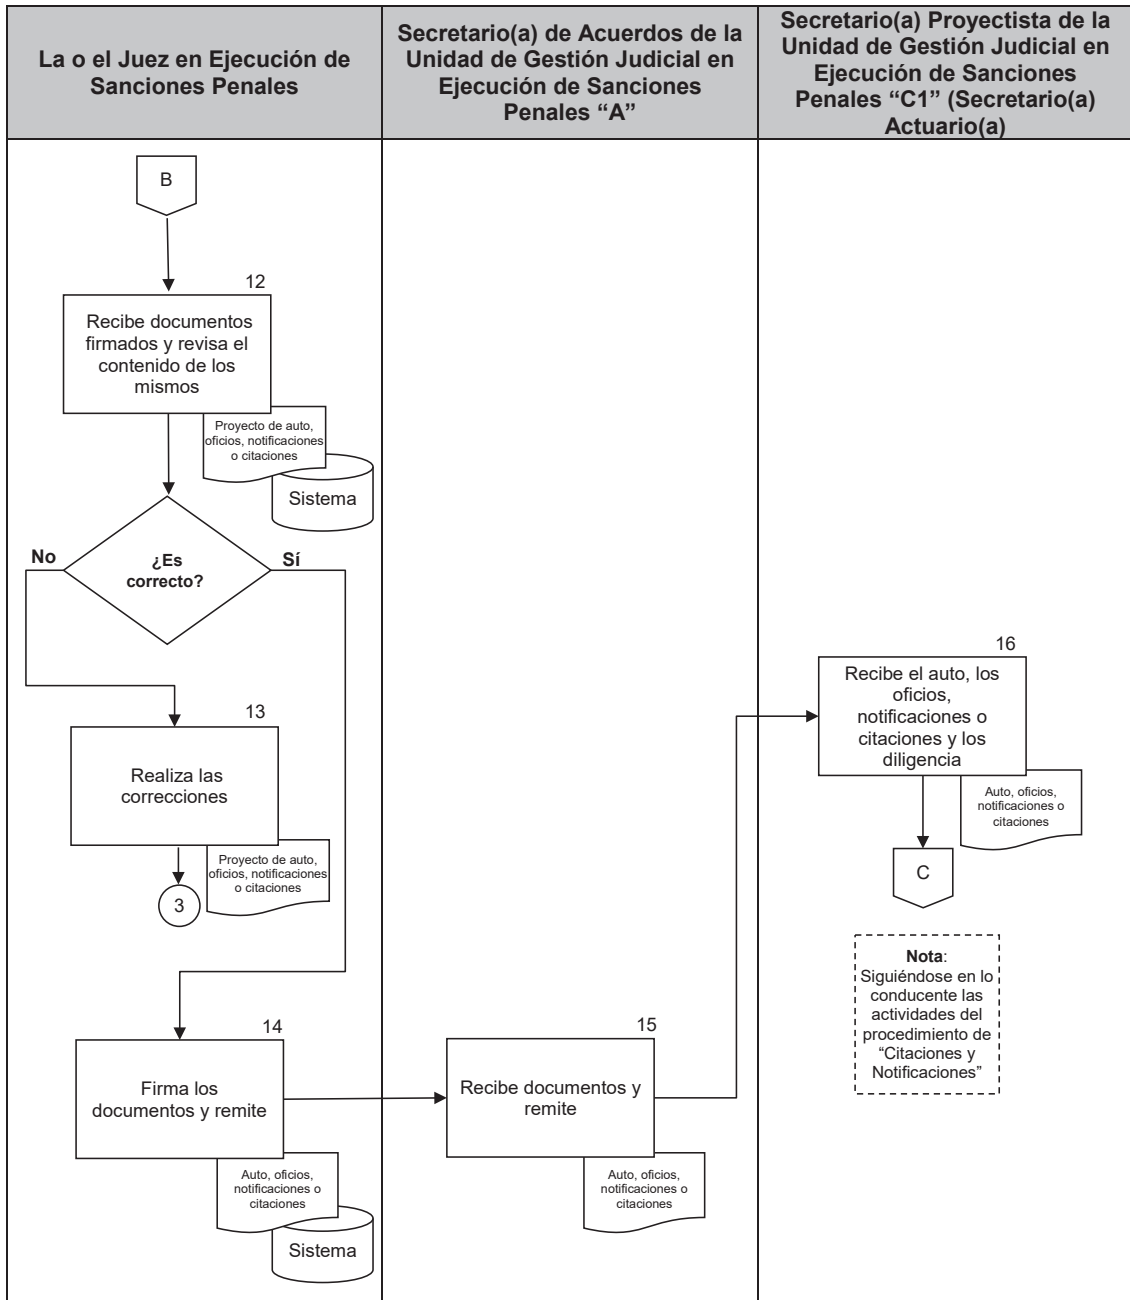 La o el Juez en Ejecución de
Sanciones Penales
Secretario(a) de Acuerdos de la
Unidad de Gestión Judicial en
Ejecución de Sanciones
Penales “A”
Secretario(a) Proyectista de la
Unidad de Gestión Judicial en
Ejecución de Sanciones
Penales “C1” (Secretario(a)
Actuario(a)
B
12
Recibe documentos
firmados y revisa el
contenido de los
mismos
Proyecto de auto,
oficios, notificaciones
o citaciones
Sistema
¿Es
correcto?
No
Sí
13
Realiza las
correcciones
Proyecto de auto,
oficios, notificaciones
o citaciones
3
14
Firma los
documentos y remite
Auto, oficios,
notificaciones o
citaciones
Sistema
15
Recibe documentos y
remite
Auto, oficios,
notificaciones o
citaciones
16
Recibe el auto, los
oficios,
notificaciones o
citaciones y los
diligencia
Auto, oficios,
notificaciones o
citaciones
C
Nota:
Siguiéndose en lo
conducente las
actividades del
procedimiento de
“Citaciones y
Notificaciones”